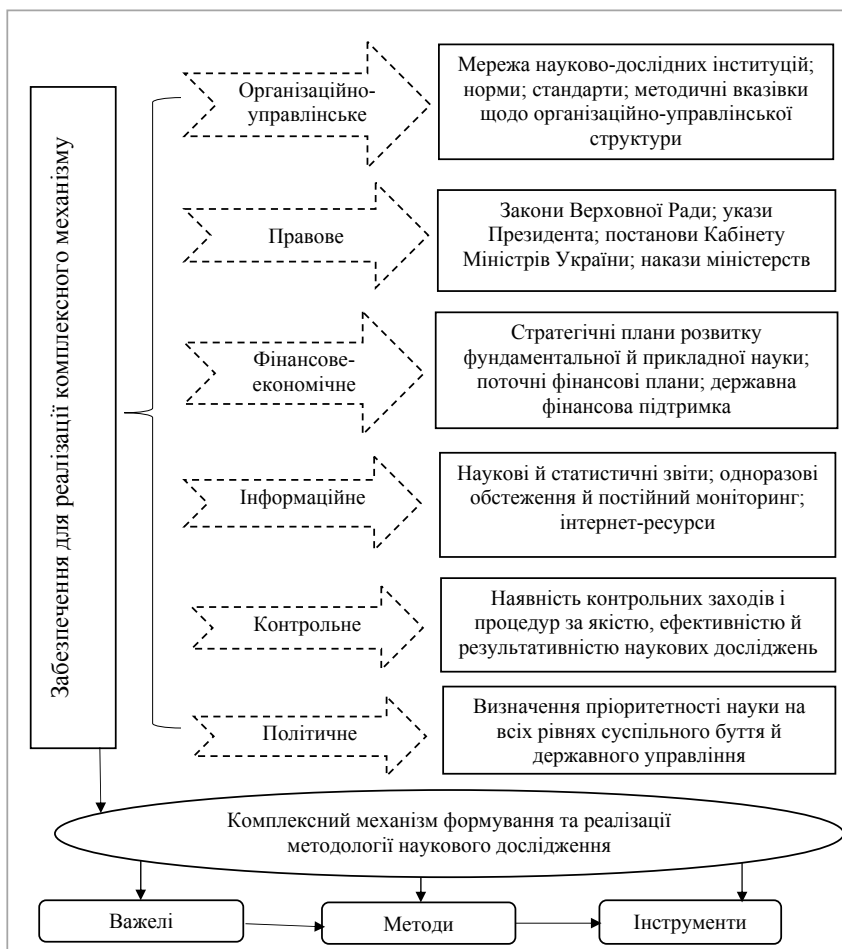 Забезпечення для реалізації комплексного механізму
Організаційно-
управлінське
Мережа науково-дослідних інституцій;
норми; стандарти; методичні вказівки
щодо організаційно-управлінської
структури
Правове
Закони Верховної Ради; укази
Президента; постанови Кабінету
Міністрів України; накази міністерств
Фінансове-
економічне
Стратегічні плани розвитку
фундаментальної й прикладної науки;
поточні фінансові плани; державна
фінансова підтримка
Інформаційне
Наукові й статистичні звіти; одноразові
обстеження й постійний моніторинг;
інтернет-ресурси
Контрольне
Наявність контрольних заходів і
процедур за якістю, ефективністю й
результативністю наукових досліджень
Політичне
Визначення пріоритетності науки на
всіх рівнях суспільного буття й
державного управління
Комплексний механізм формування та реалізації
методології наукового дослідження
Важелі
Методи
Інструменти